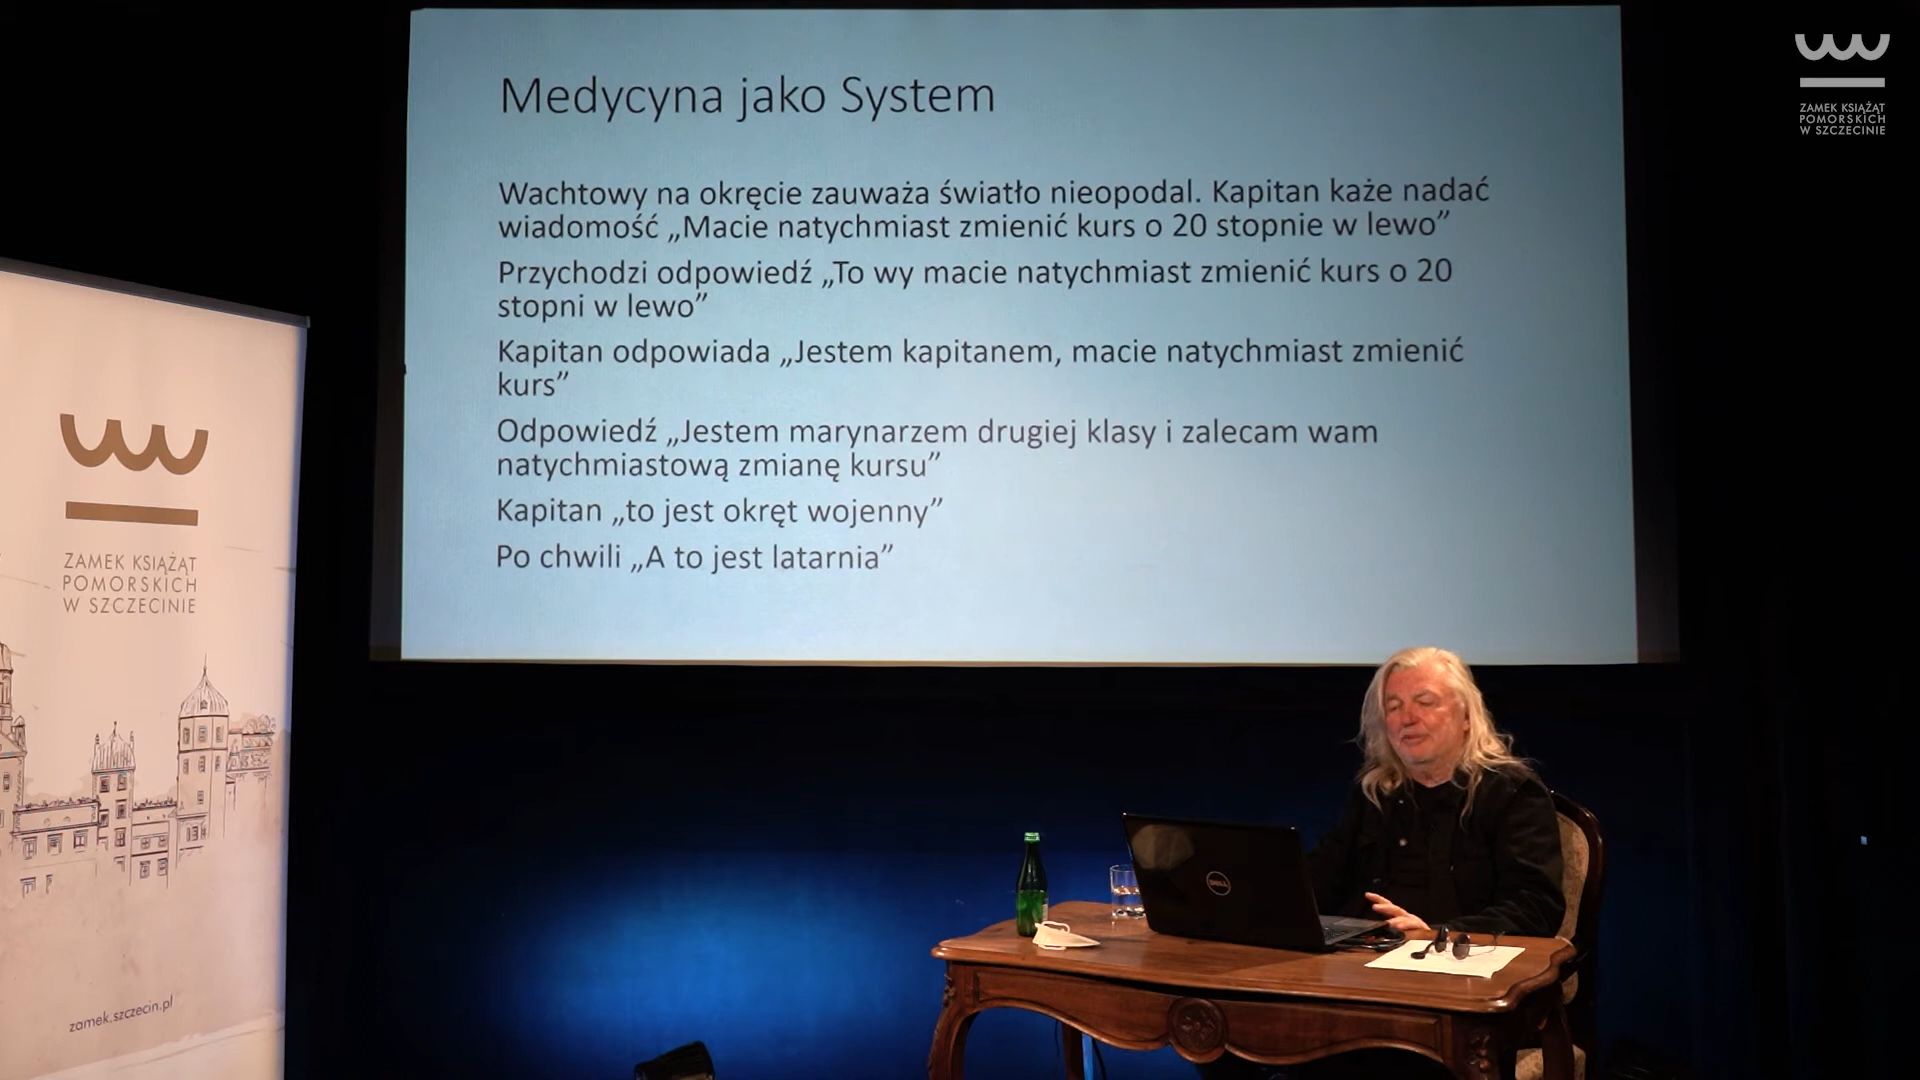 Medycyna jako System
Wachtowy na okręcie zauważa światło nieopodal. Kapitan każe nadać
wiadomość „Macie natychmiast zmienić kurs o 20 stopnie w lewo”
Przychodzi odpowiedź „To wy macie natychmiast zmienić kurs o 20
stopni w lewo”
Kapitan odpowiada „Jestem kapitanem, macie natychmiast zmienić
kurs”
Odpowiedź „Jestem marynarzem drugiej klasy i zalecam wam
natychmiastową zmianę kursu”
Kapitan „to jest okręt wojenny”
Po chwili „A to jest latarnia”
ZAMEK KSIĄŻĄT
POMORSKICH
W SZCZECINIE
ZAMEK KSIĄŻĄT
POMORSKICH
W SZCZECINIE
zamek.szczecin.pl
DELL